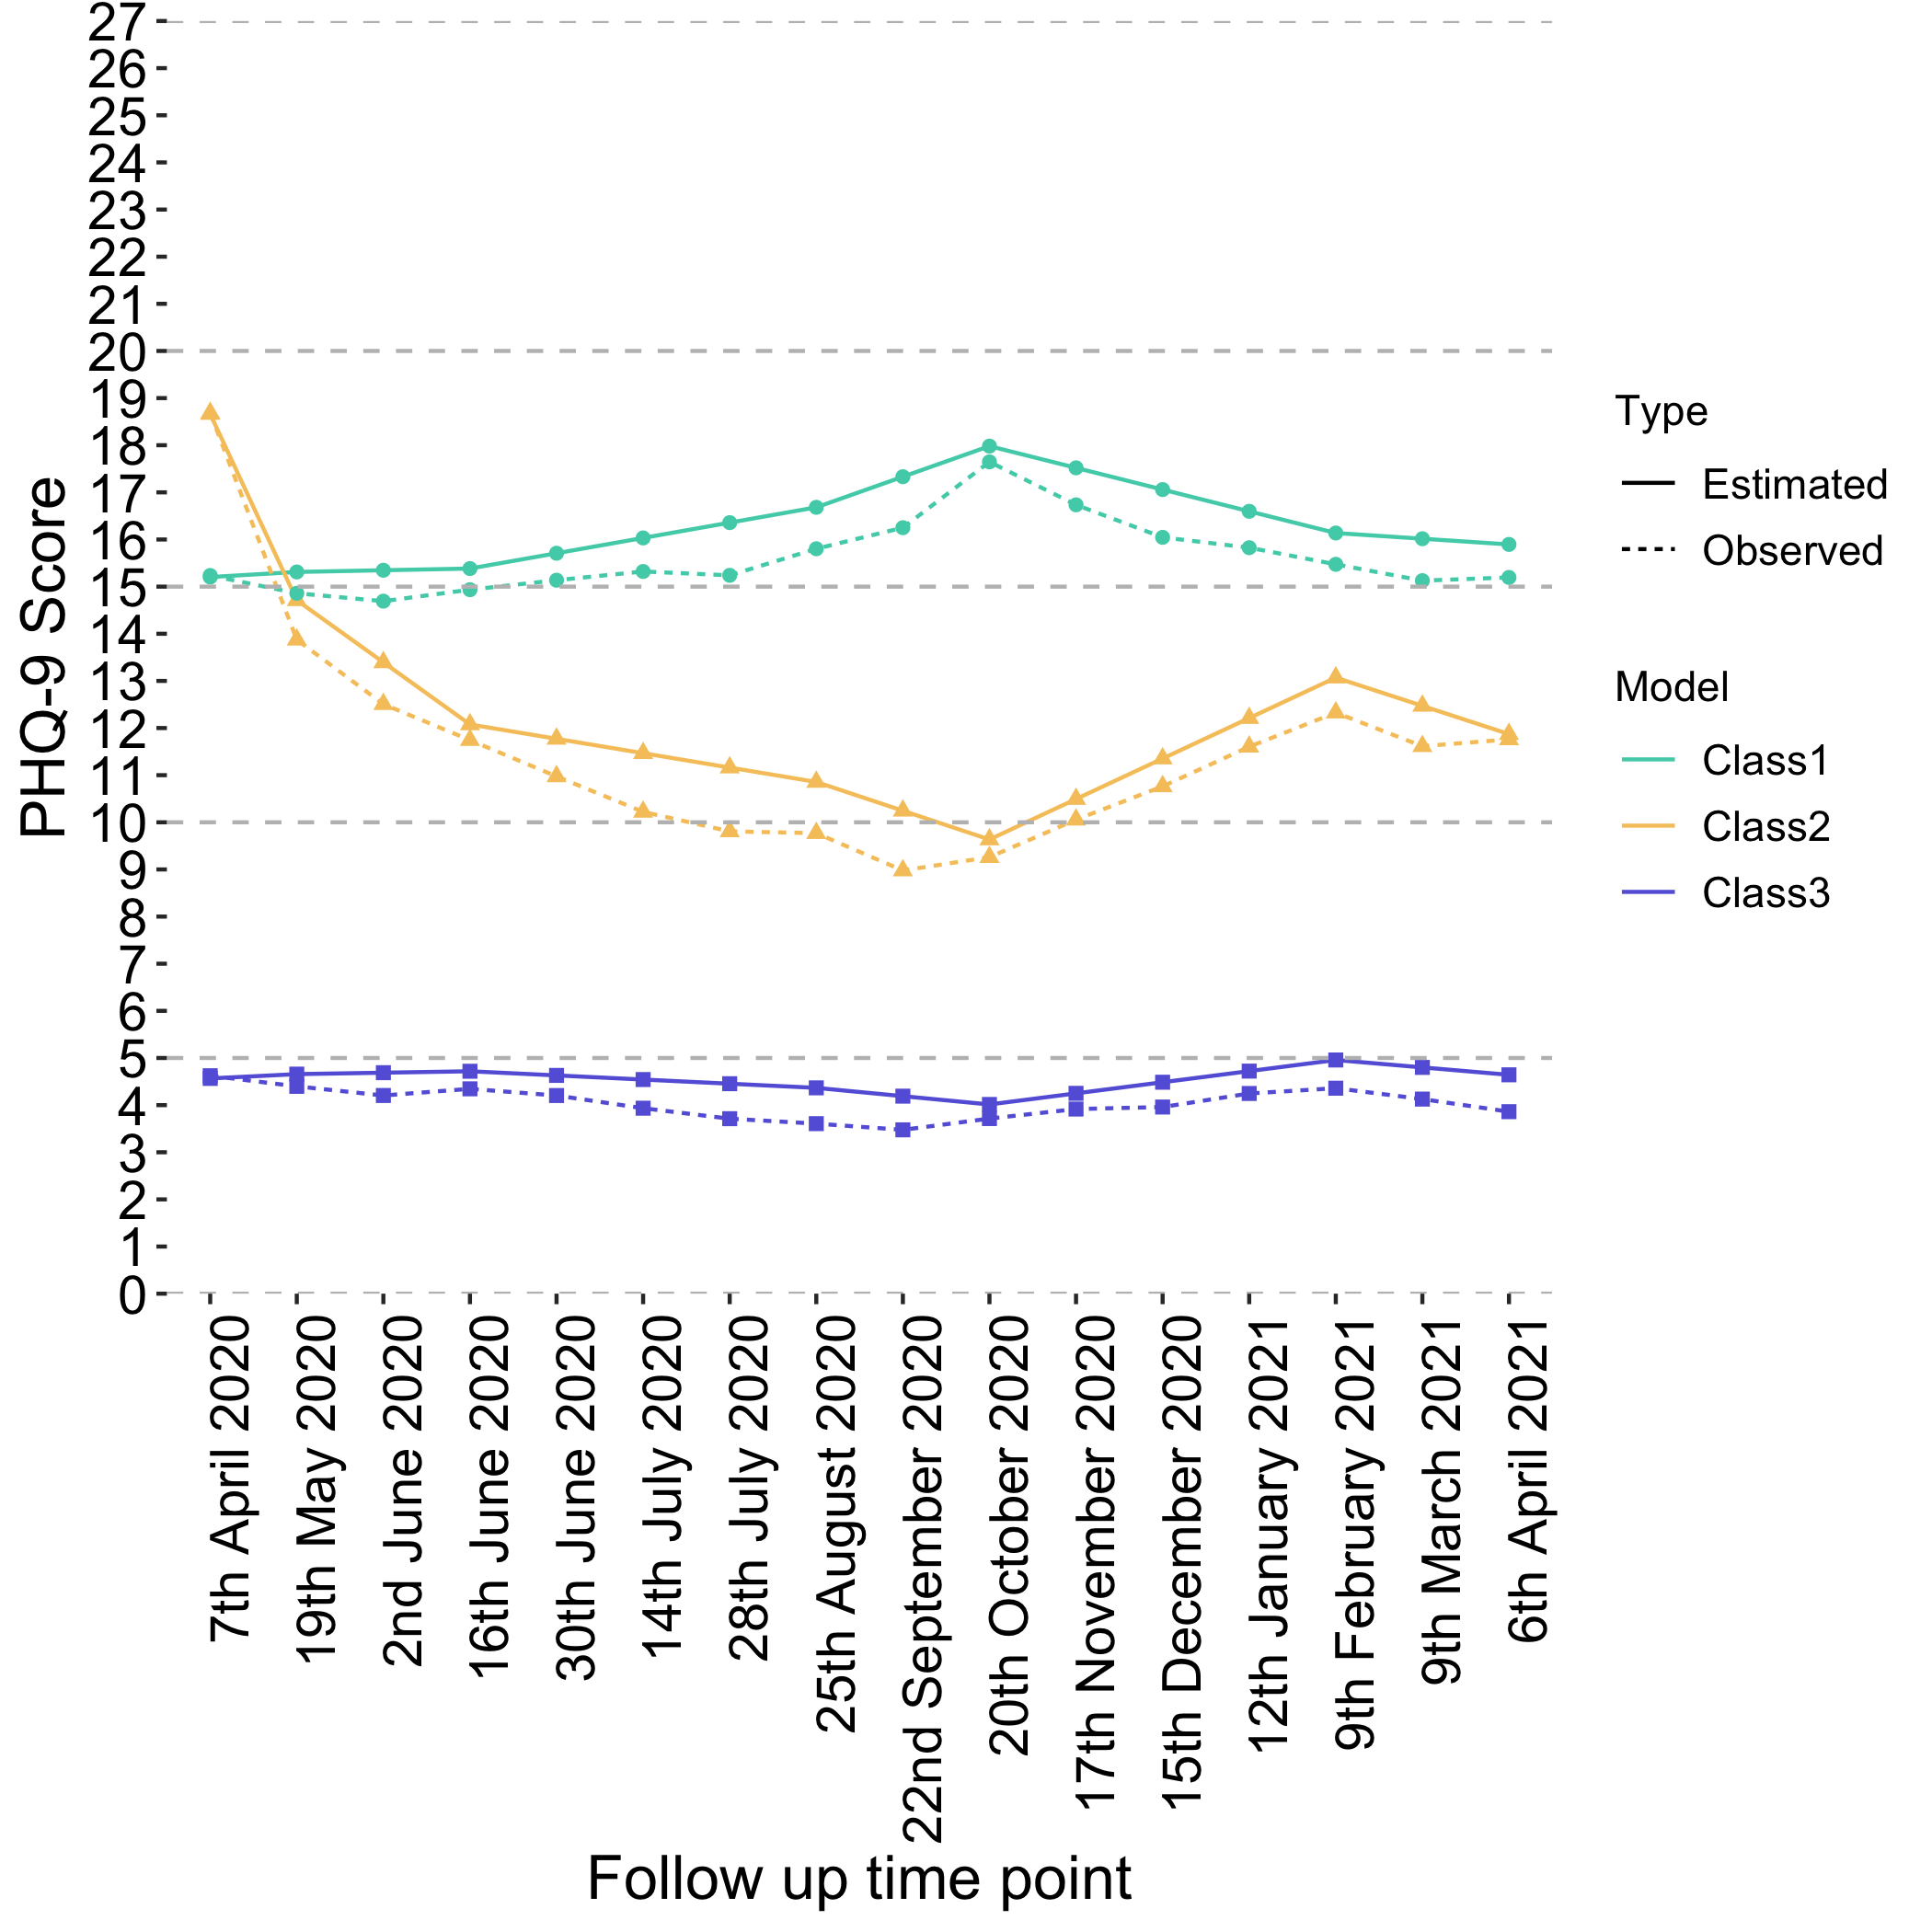 27
26
25
24
23
22
21
20
19
18
17
16
15
14
13
12
11
10
9
8
7
6
5
4
3
2
1
0
PHQ-9 Score
7th April 2020
19th May 2020
2nd June 2020
16th June 2020
30th June 2020
14th July 2020
28th July 2020
25th August 2020
22nd September 2020
20th October 2020
17th November 2020
15th December 2020
12th January 2021
9th February 2021
9th March 2021
6th April 2021
Follow up time point
Type
Estimated
Observed
Model
Class1
Class2
Class3